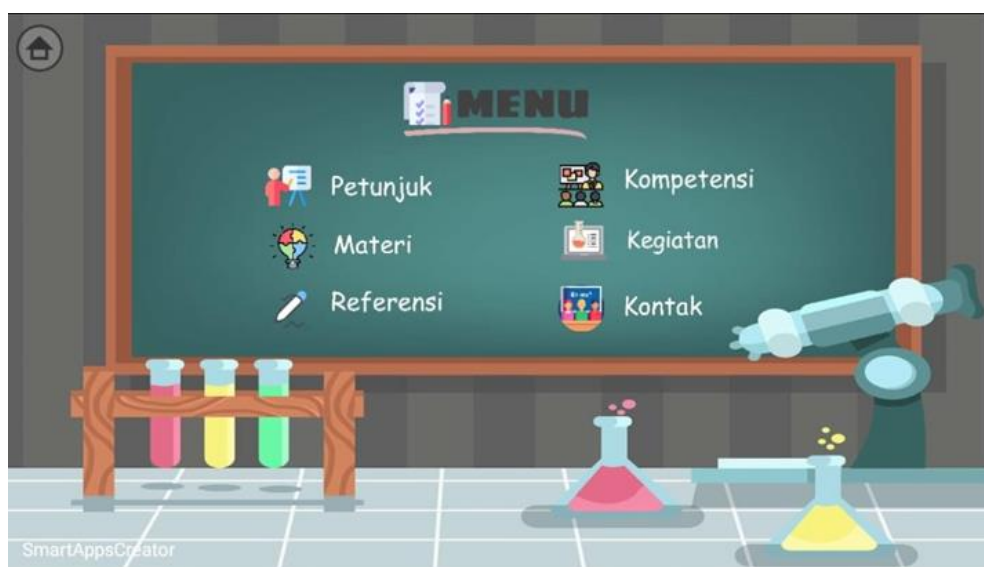 MENU
Petunjuk
Kompetensi
Materi
Kegiatan
Referensi
Kontak
SmartAppsCreator